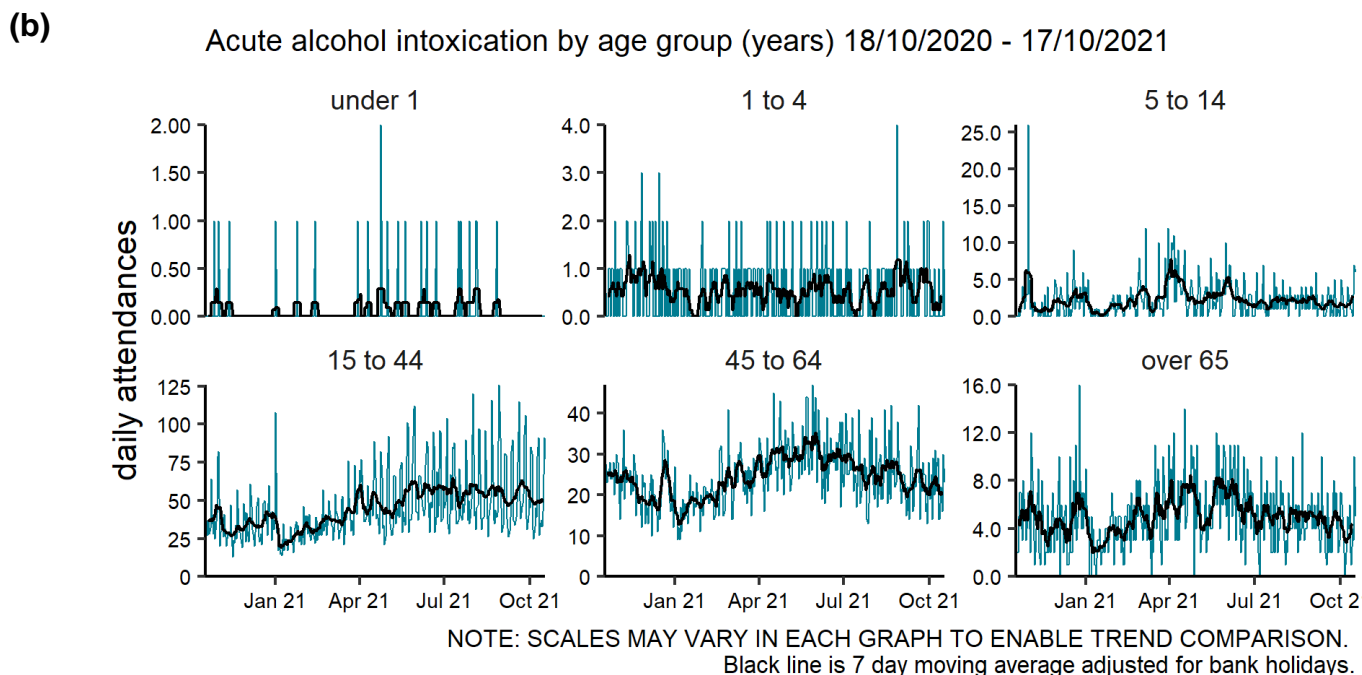 (b)
Acute alcohol intoxication by age group (years) 18/10/2020 - 17/10/2021
daily attendances
under 1
2.00
1.50
1.00
0.50
0.00
1 to 4
4.0
3.0
2.0
1.0
0.0
5 to 14
25.0
20.0
15.0
10.0
5.0
0.0
15 to 44
125
100
75
50
25
0
Jan 21 Apr 21 Jul 21 Oct 21
45 to 64
40
30
20
10
0
Jan 21 Apr 21 Jul 21 Oct 21
over 65
16.0
12.0
8.0
4.0
0.0
Jan 21 Apr 21 Jul 21 Oct 2
NOTE: SCALES MAY VARY IN EACH GRAPH TO ENABLE TREND COMPARISON.
Black line is 7 day moving average adjusted for bank holidays.